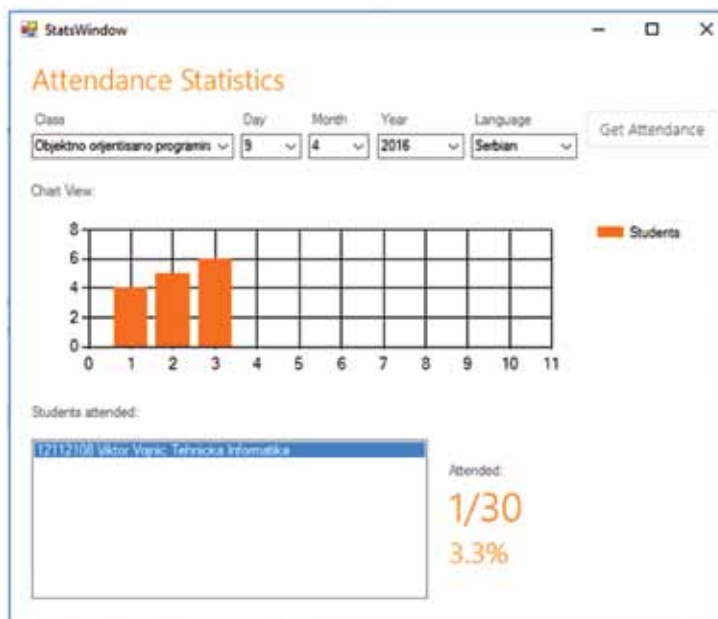 StatsWindow
Attendance Statistics
Class Day Month Year Language
Objektno orjentisano programin 9 4 2016 Serbian Get Attendance
Chart View:
8
Students
6
4
2
0
0 1 2 3 4 5 6 7 8 9 10 11
Students attended:
12112108 Viktor Vojnic Tehnicka Informatika
Attended:
1/30
3.3%